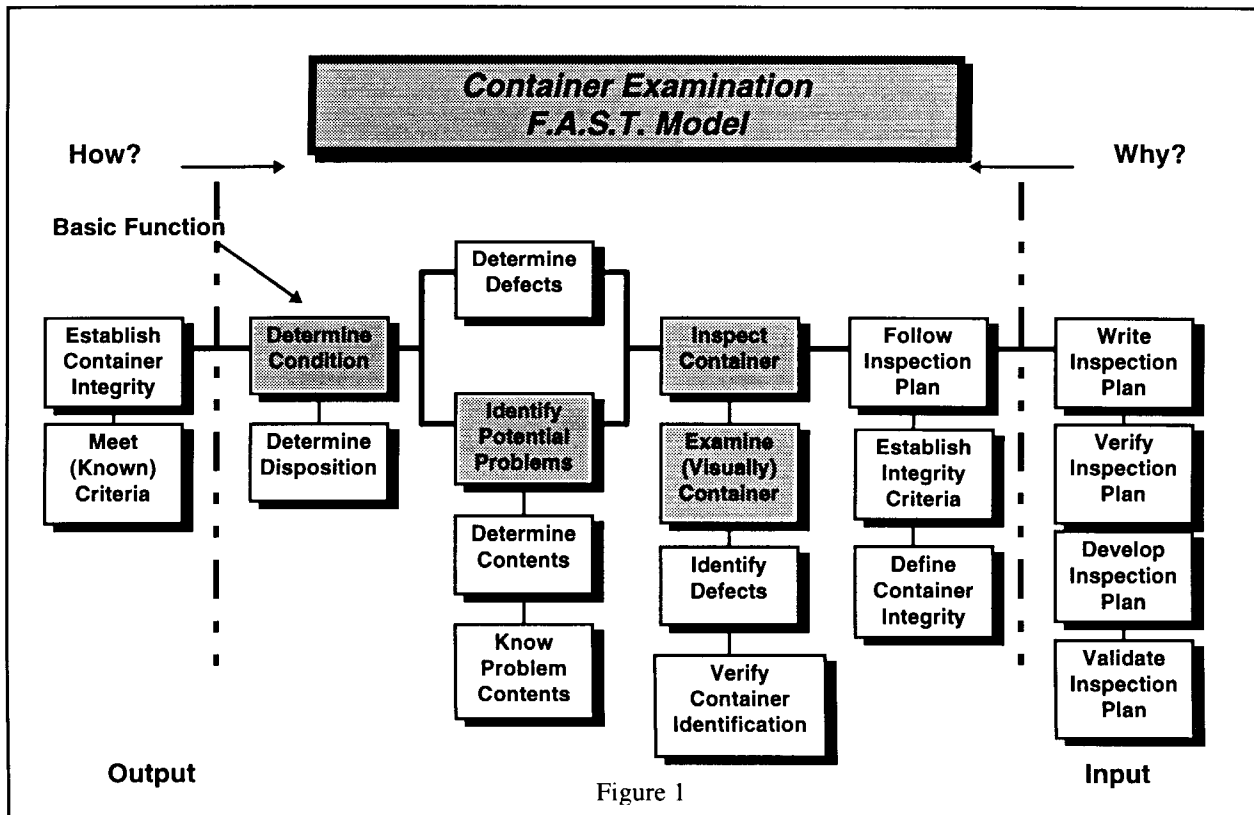 Container Examination
F.A.S.T. Model
How?
Why?
Basic Function
Establish
Container
Integrity
Meet
(Known)
Criteria
Determine
Condition
Determine
Disposition
Determine
Defects
Identify
Potential
Problems
Determine
Contents
Know
Problem
Contents
Inspect
Container
Examine
(Visually)
Container
Identify
Defects
Verify
Container
Identification
Follow
Inspection
Plan
Establish
Integrity
Criteria
Define
Container
Integrity
Write
Inspection
Plan
Verify
Inspection
Plan
Develop
Inspection
Plan
Validate
Inspection
Plan
Output
Input
Figure 1